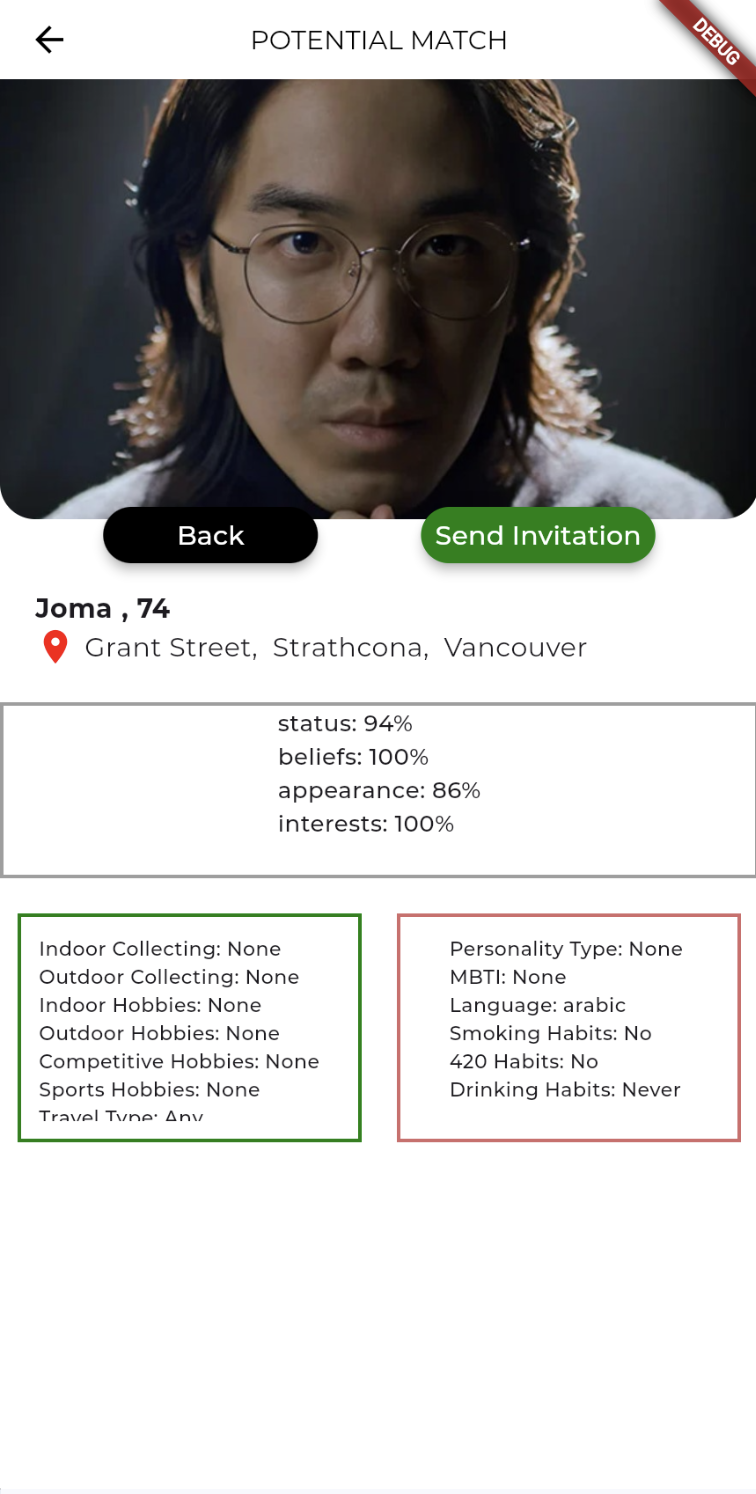 POTENTIAL MATCH
DEBUG
Back
Send Invitation
Joma , 74
Grant Street, Strathcona, Vancouver
status: 94%
beliefs: 100%
appearance: 86%
interests: 100%
Indoor Collecting: None
Outdoor Collecting: None
Indoor Hobbies: None
Outdoor Hobbies: None
Competitive Hobbies: None
Sports Hobbies: None
Travel Type: Any
Personality Type: None
MBTI: None
Language: arabic
Smoking Habits: No
420 Habits: No
Drinking Habits: Never